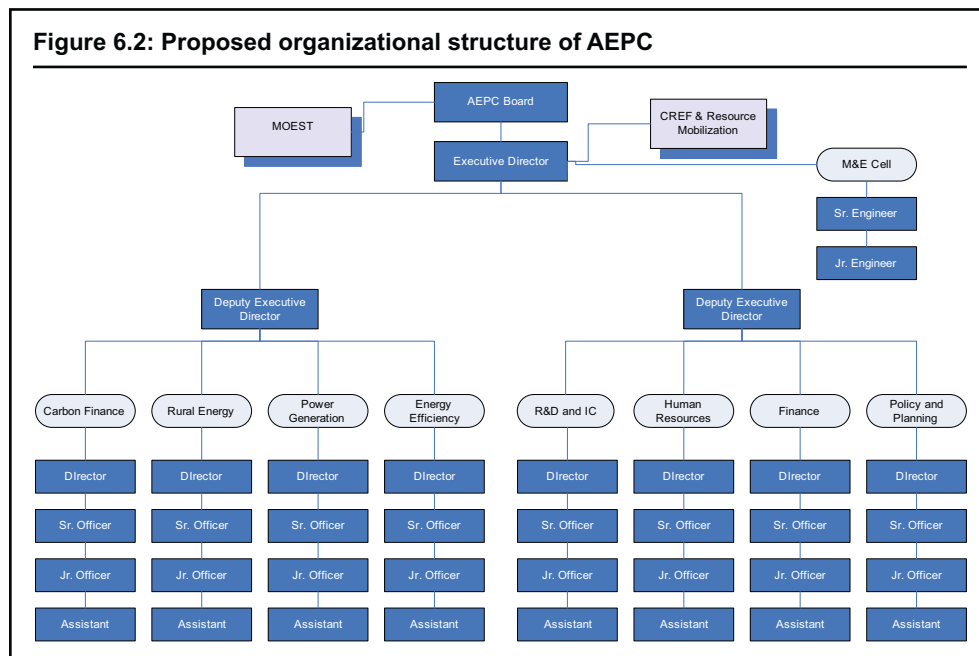 Figure 6.2: Proposed organizational structure of AEPC
AEPC Board
MOEST
CREF & Resource
Mobilization
Executive Director
M&E Cell
Sr. Engineer
Jr. Engineer
Deputy Executive
Director
Deputy Executive
Director
Carbon Finance
Rural Energy
Power
Generation
Energy
Efficiency
R&D and IC
Human
Resources
Finance
Policy and
Planning
DIrector
DIrector
DIrector
DIrector
DIrector
DIrector
DIrector
DIrector
Sr. Officer
Sr. Officer
Sr. Officer
Sr. Officer
Sr. Officer
Sr. Officer
Sr. Officer
Sr. Officer
Jr. Officer
Jr. Officer
Jr. Officer
Jr. Officer
Jr. Officer
Jr. Officer
Jr. Officer
Jr. Officer
Assistant
Assistant
Assistant
Assistant
Assistant
Assistant
Assistant
Assistant